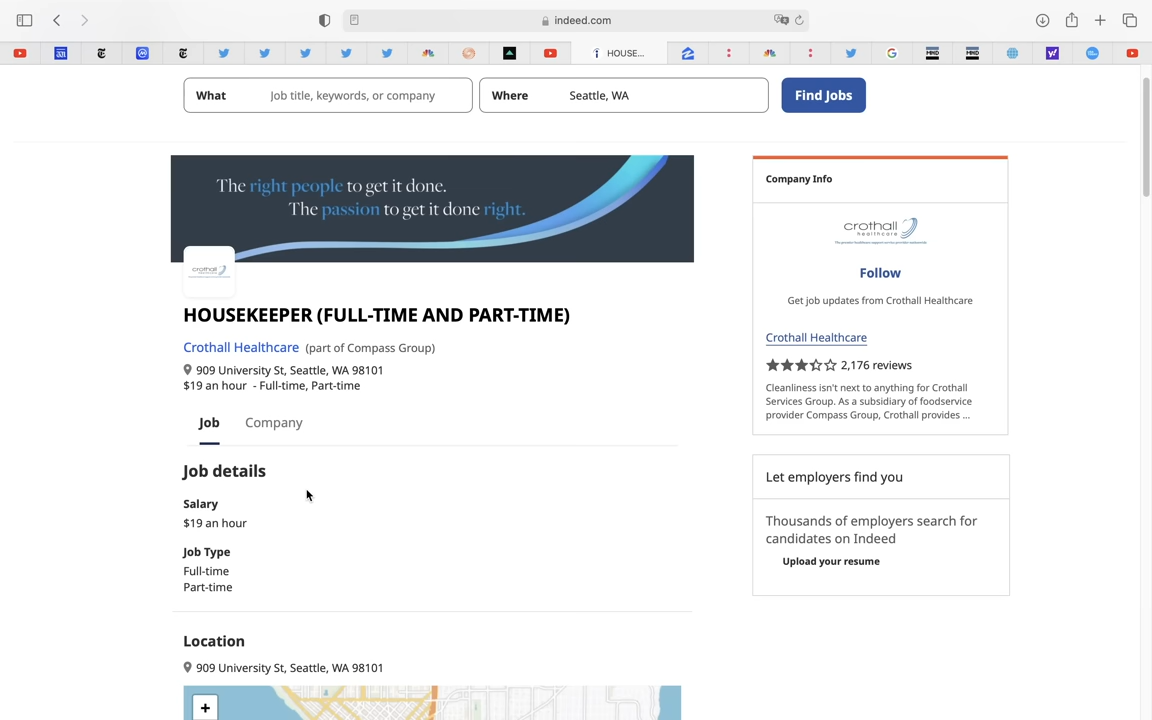 indeed.com
HOUSE...
What Job title, keywords, or company
Where Seattle, WA
Find Jobs
The right people to get it done.
The passion to get it done right.
crothall
HOUSEKEEPER (FULL-TIME AND PART-TIME)
Crothall Healthcare (part of Compass Group)
909 University St, Seattle, WA 98101
$19 an hour - Full-time, Part-time
Job Company
Job details
Salary
$19 an hour
Job Type
Full-time
Part-time
Location
909 University St, Seattle, WA 98101
+
Company Info
crothall
healthcare
Follow
Get job updates from Crothall Healthcare
Crothall Healthcare
2,176 reviews
Cleanliness isn't next to anything for Crothall
Services Group. As a subsidiary of foodservice
provider Compass Group, Crothall provides ...
Let employers find you
Thousands of employers search for
candidates on Indeed
Upload your resume